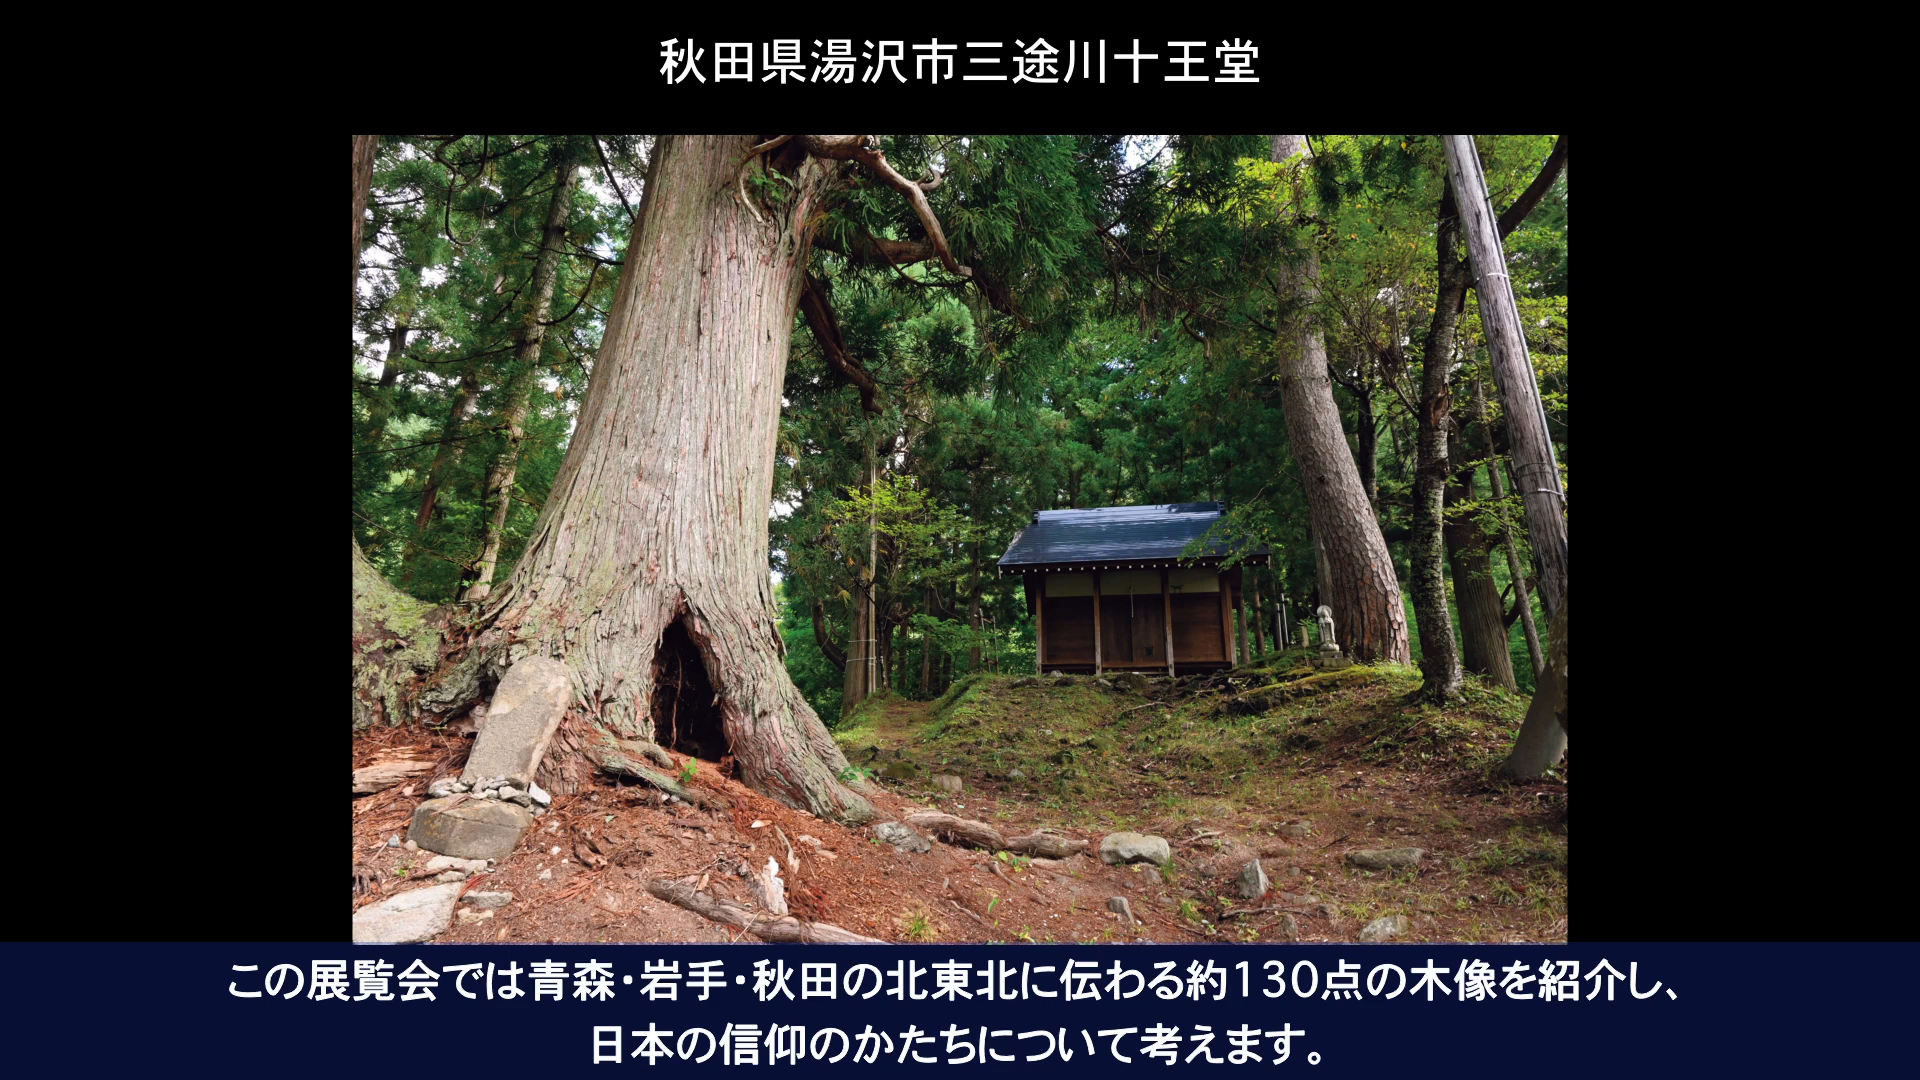 秋田県湯沢市三途川十王堂
この展覧会では青森・岩手・秋田の北東北に伝わる約130点の木像を紹介し、
日本の信仰のかたちについて考えます。